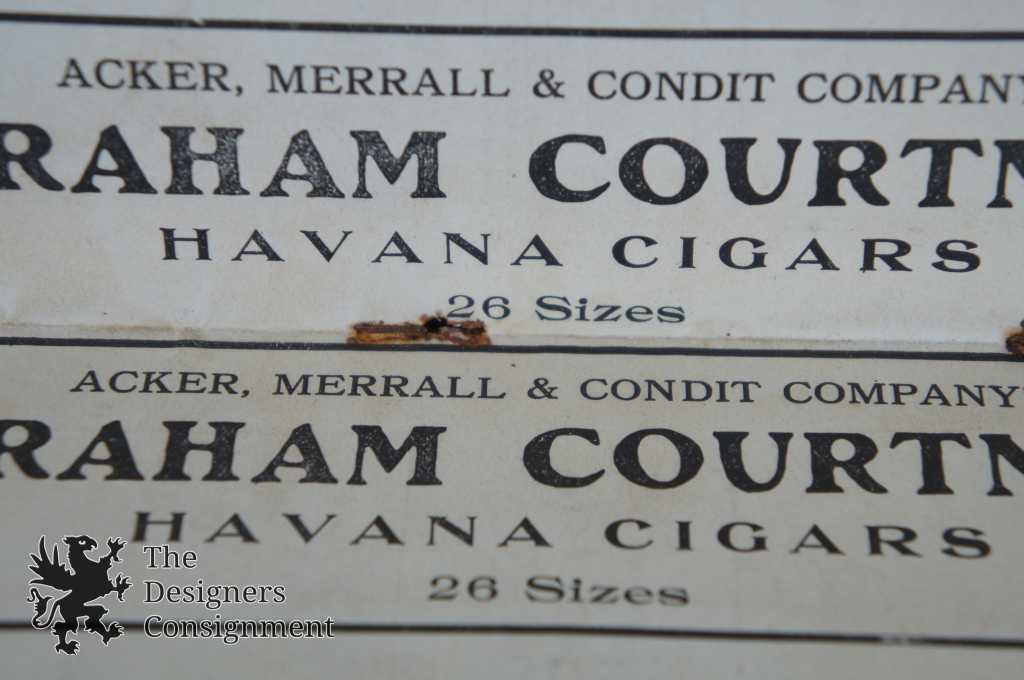 ACKER, MERRALL & CONDIT COMPANY
RAHAM COURTN
HAVANA CIGARS
26 Sizes
ACKER, MERRALL & CONDIT COMPANY'
RAHAM COURTN
HAVANA CIGARS
26 Sizes
The
Designers
Consignment